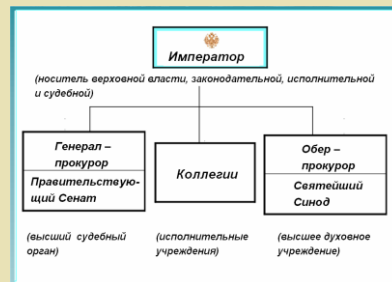 Император
(носитель верховной власти, законодательной, исполнительной
и судебной)
Генерал –
прокурор
Правительствую-
щий Сенат
Коллегии
Обер –
прокурор
Святейший
Синод
(высший судебный
орган)
(исполнительные
учреждения)
(высшее духовное
учреждение)